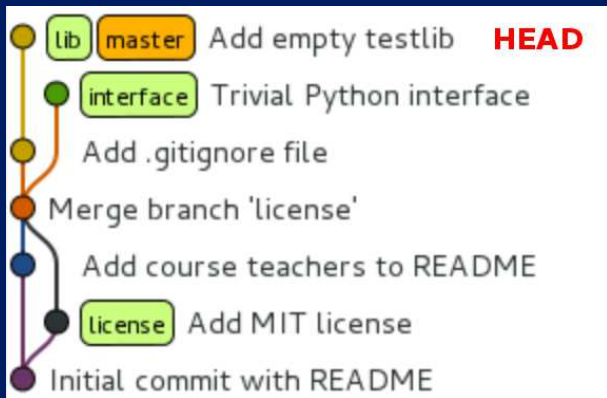 lib master Add empty testlib HEAD
interface Trivial Python interface
Add .gitignore file
Merge branch 'license'
Add course teachers to README
license Add MIT license
Initial commit with README